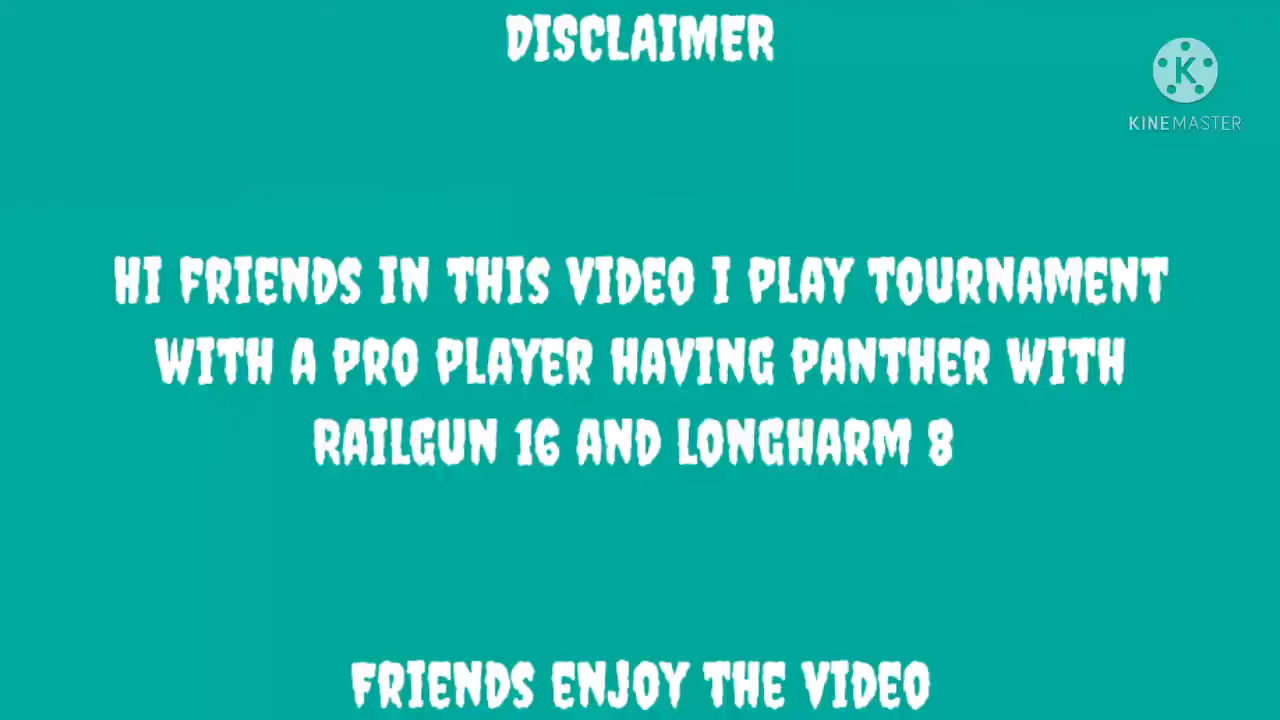 DISCLAIMER
K
KINEMASTER
HI FRIENDS IN THIS VIDEO I PLAY TOURNAMENT
WITH A PRO PLAYER HAVING PANTHER WITH
RAILGUN 16 AND LONGHARM 8
FRIENDS ENJOY THE VIDEO